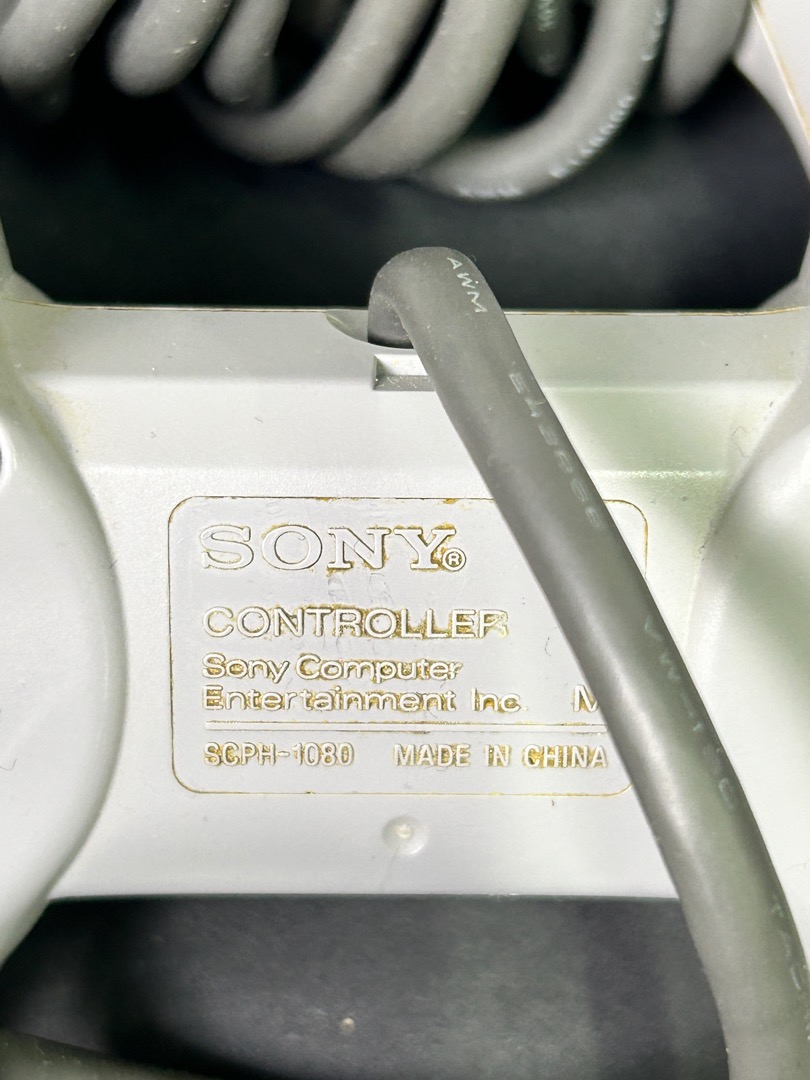 AWM
SONY®
CONTROLLER
Sony Computer
Entertainment Inc. M
SCPH-1080 MADE IN CHINA